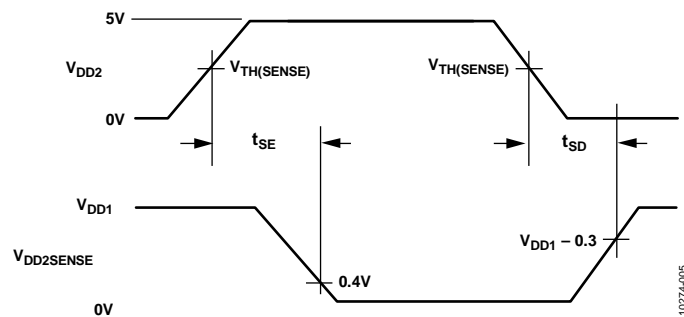 5V
VDD2
VTH(SENSE)
VTH(SENSE)
0V
tSE
tSD
VDD1
VDD1 – 0.3
VDD2SENSE
0.4V
0V
10274-005